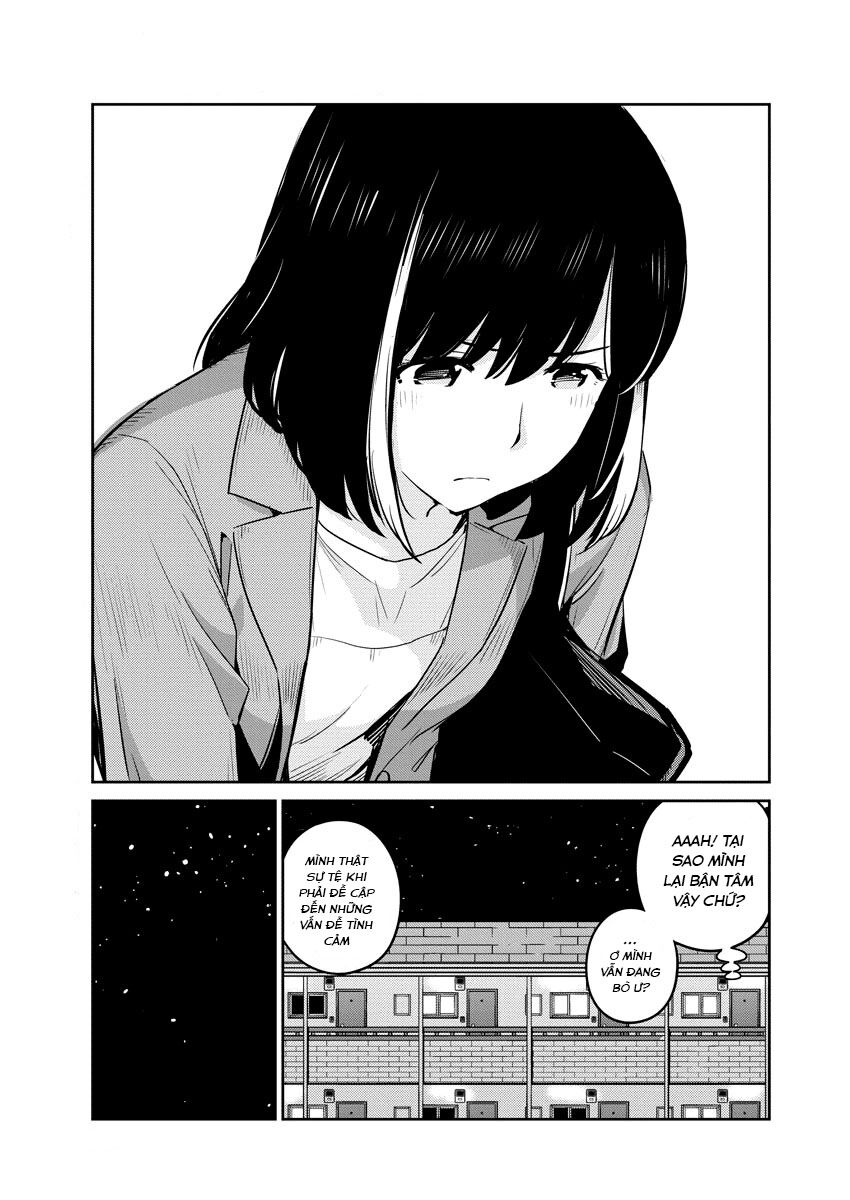 AAAH! TẠI
SAO MÌNH
LẠI BẬN TÂM
VẬY CHỨ?
...
Ơ MÌNH
VẪN ĐANG
BỎ Ư?
MÌNH THẬT
SỰ TỆ KHI
PHẢI ĐỀ CẬP
ĐẾN NHỮNG
VẤN ĐỀ TÌNH
CẢM